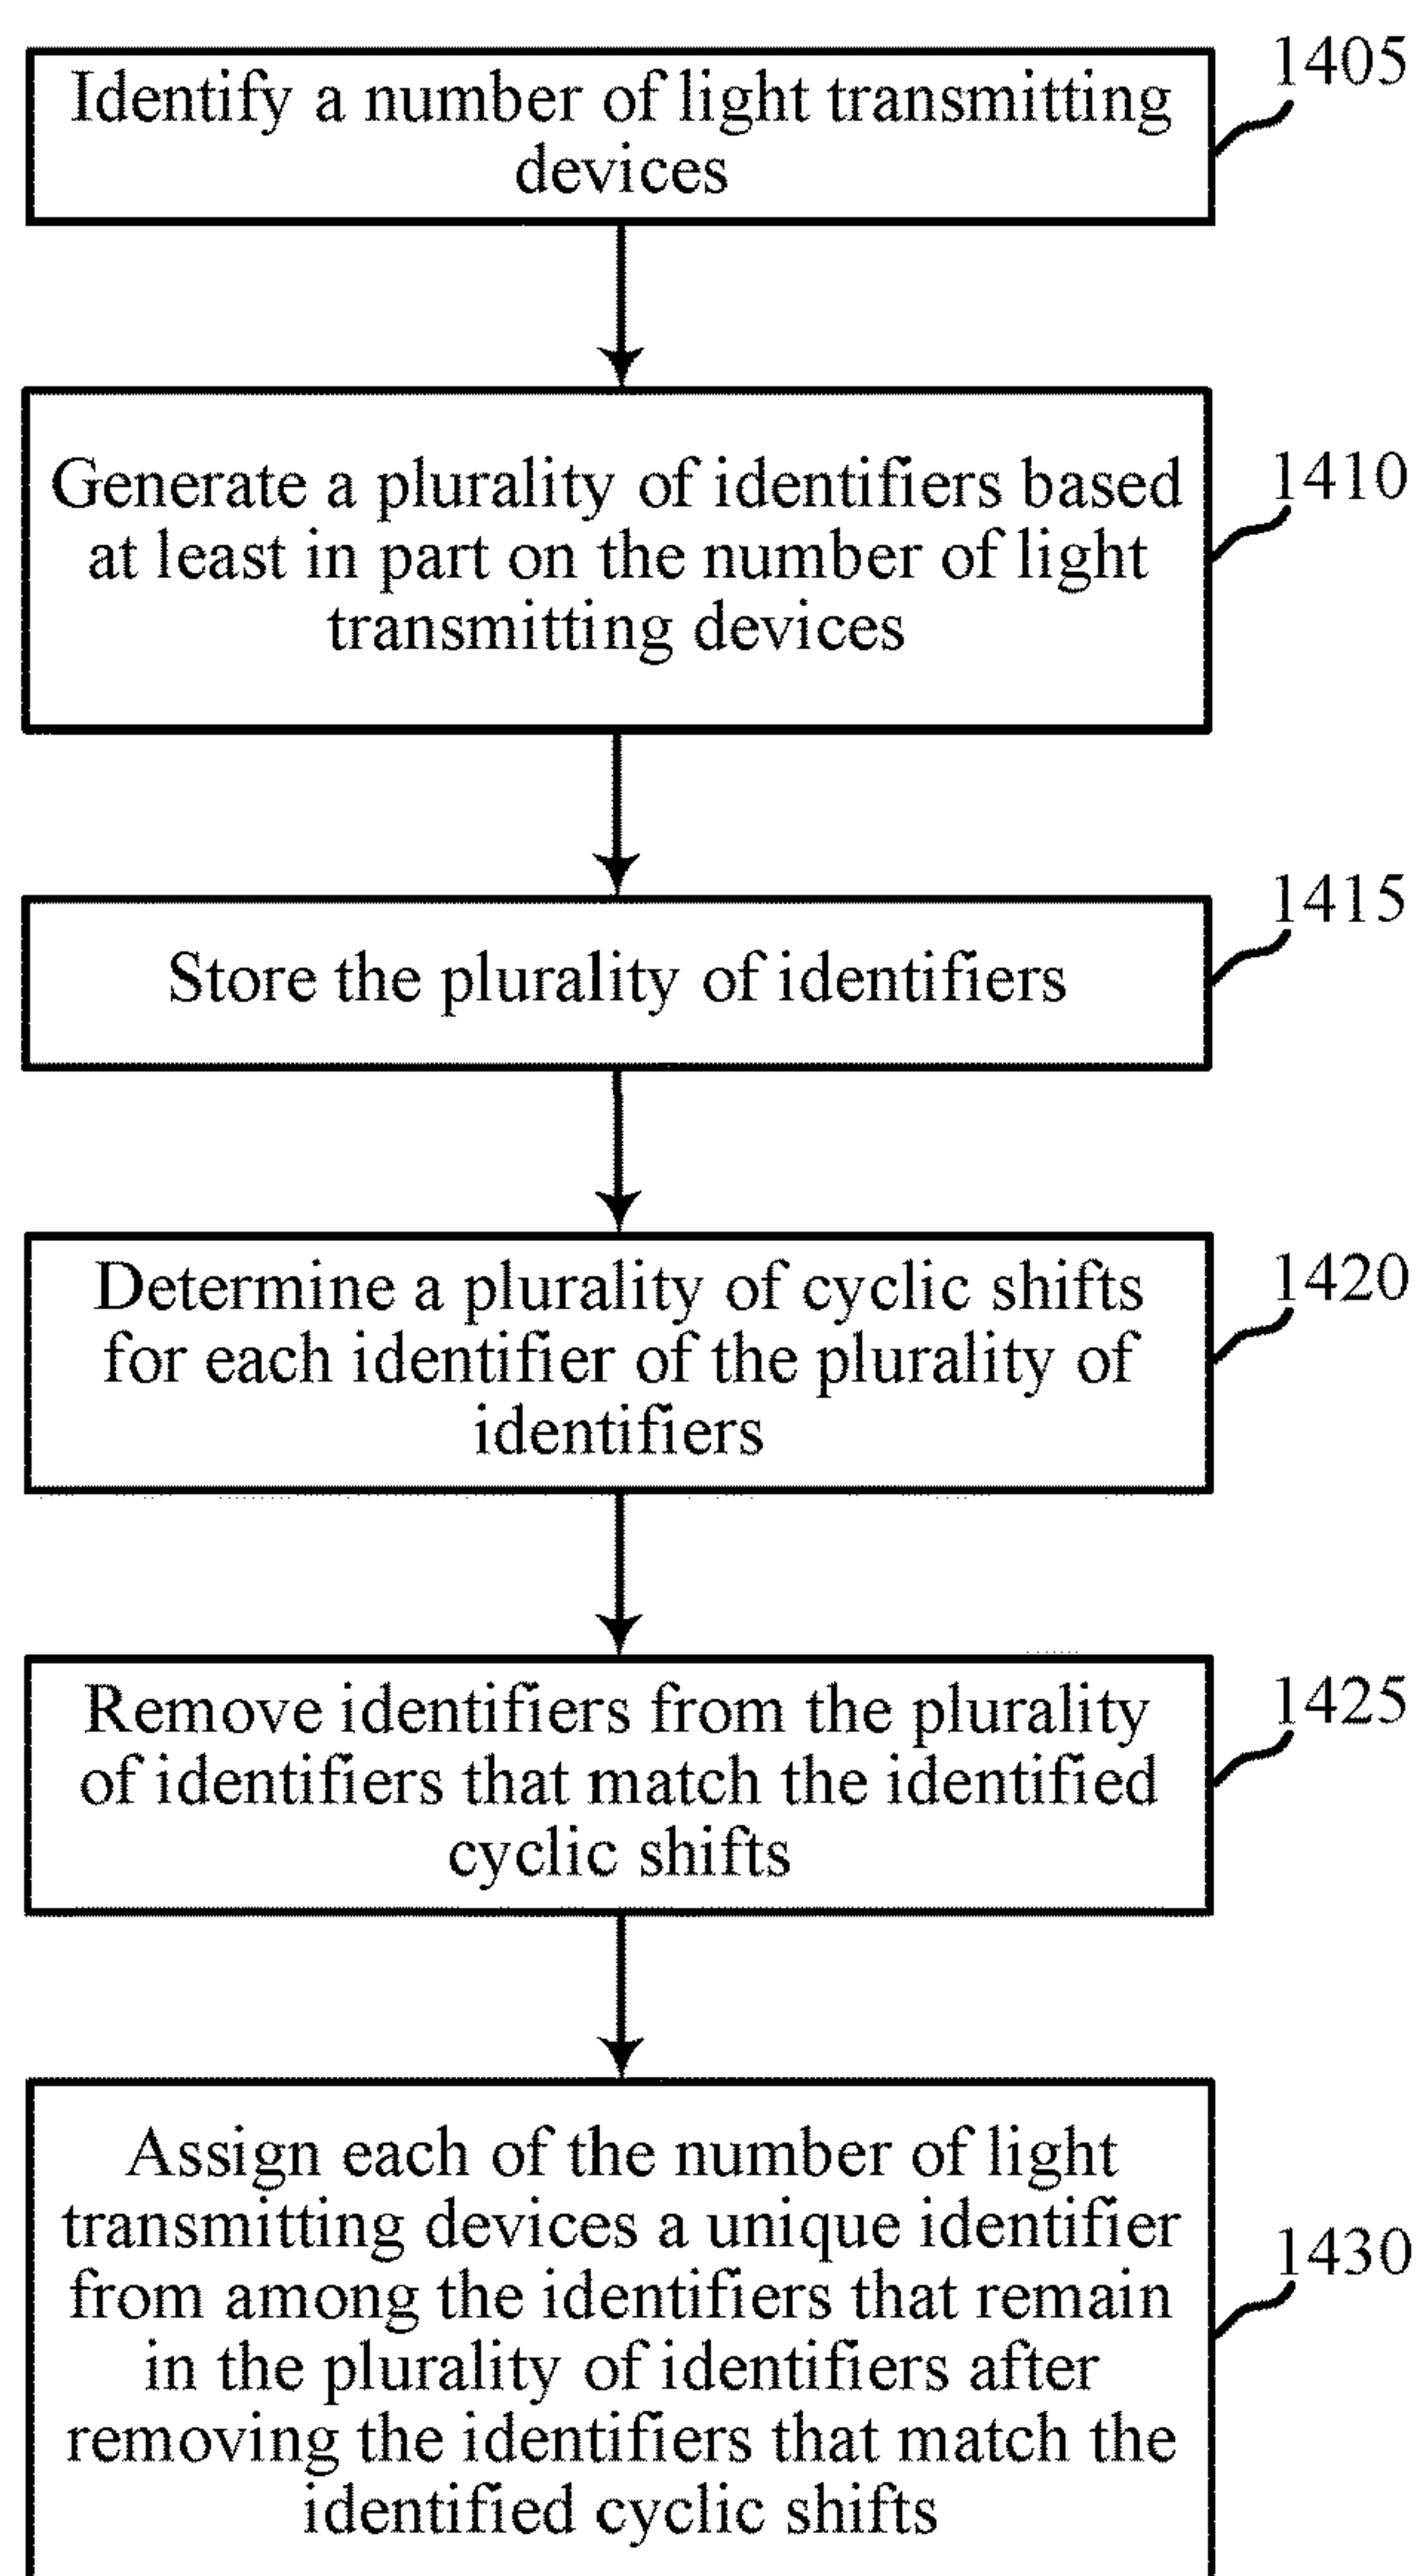 1405
Identify a number of light transmitting
devices
1410
Generate a plurality of identifiers based
at least in part on the number of light
transmitting devices
1415
Store the plurality of identifiers
1420
Determine a plurality of cyclic shifts
for each identifier of the plurality of
identifiers
1425
Remove identifiers from the plurality
of identifiers that match the identified
cyclic shifts
1430
Assign each of the number of light
transmitting devices a unique identifier
from among the identifiers that remain
in the plurality of identifiers after
removing the identifiers that match the
identified cyclic shifts